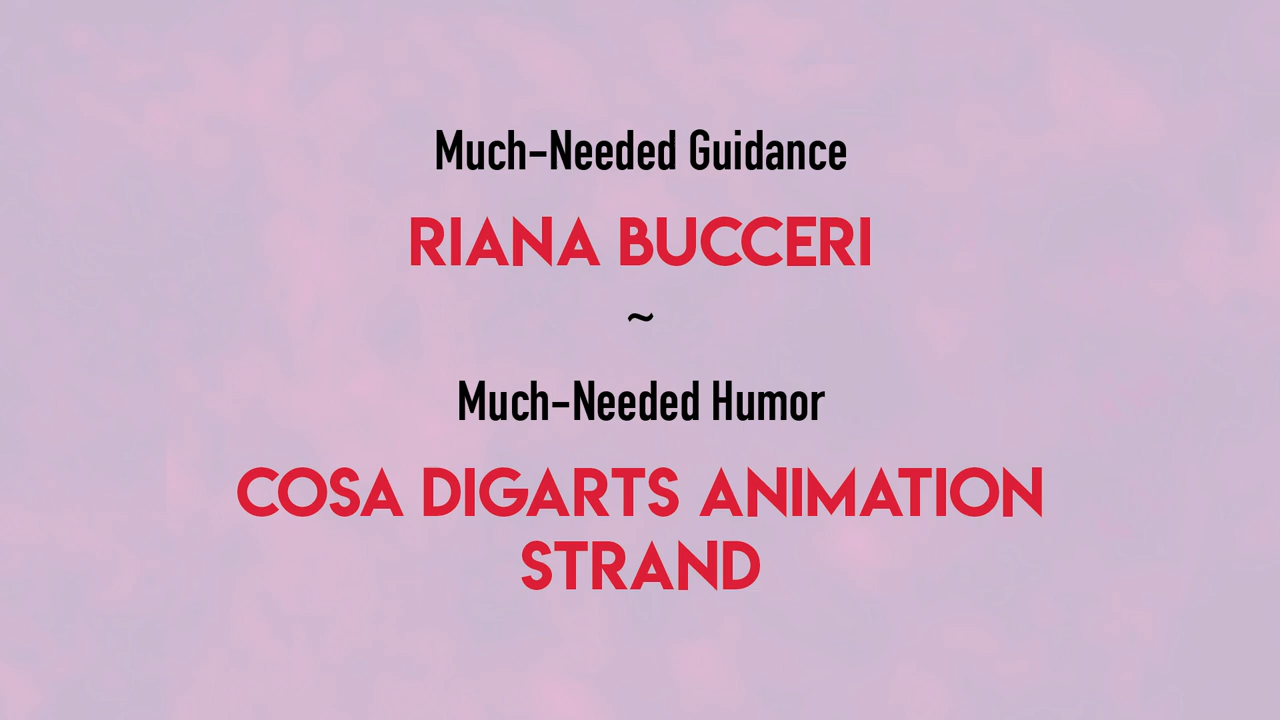 Much-Needed Guidance
RIANA BUCCERI
~
Much-Needed Humor
COSA DIGARTS ANIMATION
STRAND